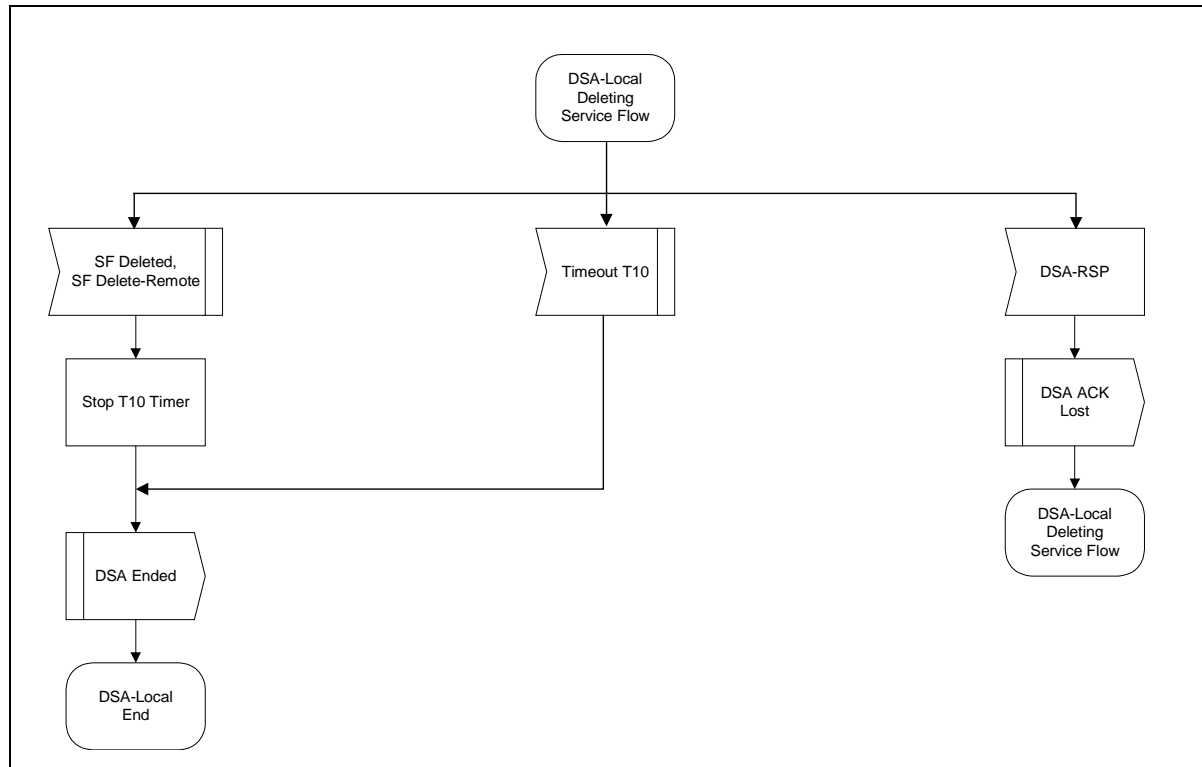 DSA-Local
Deleting
Service Flow
SF Deleted,
SF Delete-Remote
Timeout T10
DSA-RSP
Stop T10 Timer
DSA ACK
Lost
DSA-Local
Deleting
Service Flow
DSA Ended
DSA-Local
End